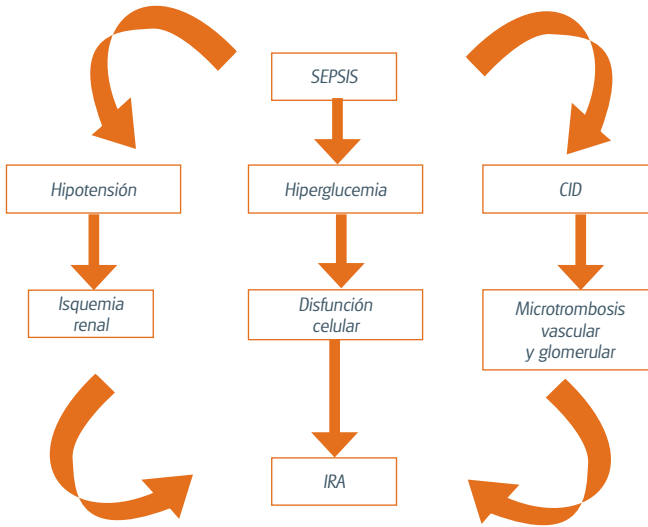 SEPSIS
Hipotensión
Hiperglucemia
CID
Isquemia
renal
Disfunción
celular
Microtrombosis
vascular
y glomerular
IRA